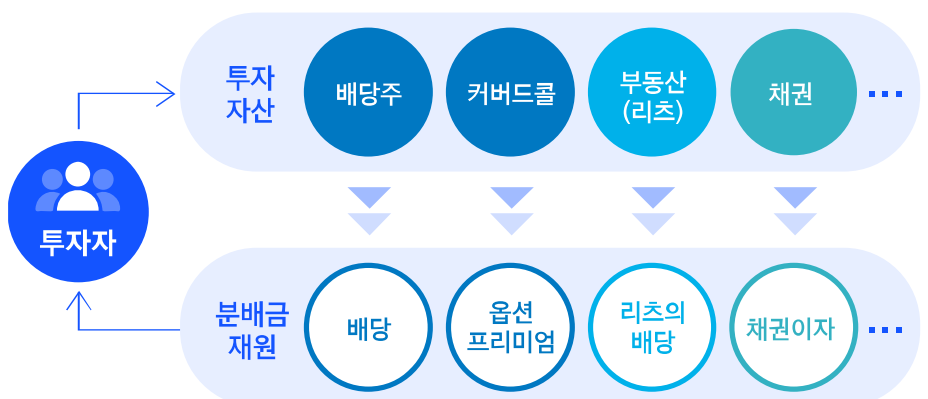 투자
자산
배당주
커버드콜
부동산
(리츠)
채권
투자자
분배금
재원
배당
옵션
프리미엄
리츠의
배당
채권이자